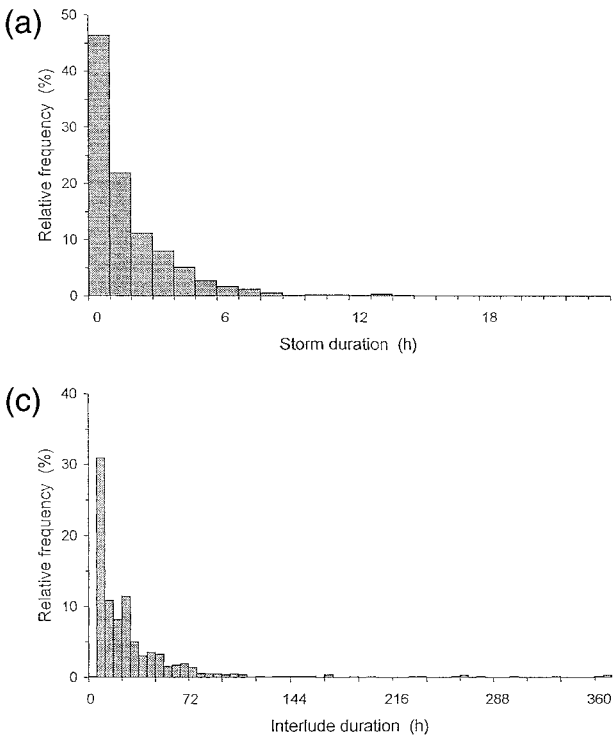 (a)
50
40
30
20
10
0
Relative frequency (%)
0 6 12 18
Storm duration (h)
(c)
40
30
20
10
0
Relative frequency (%)
0 72 144 216 288 360
Interlude duration (h)